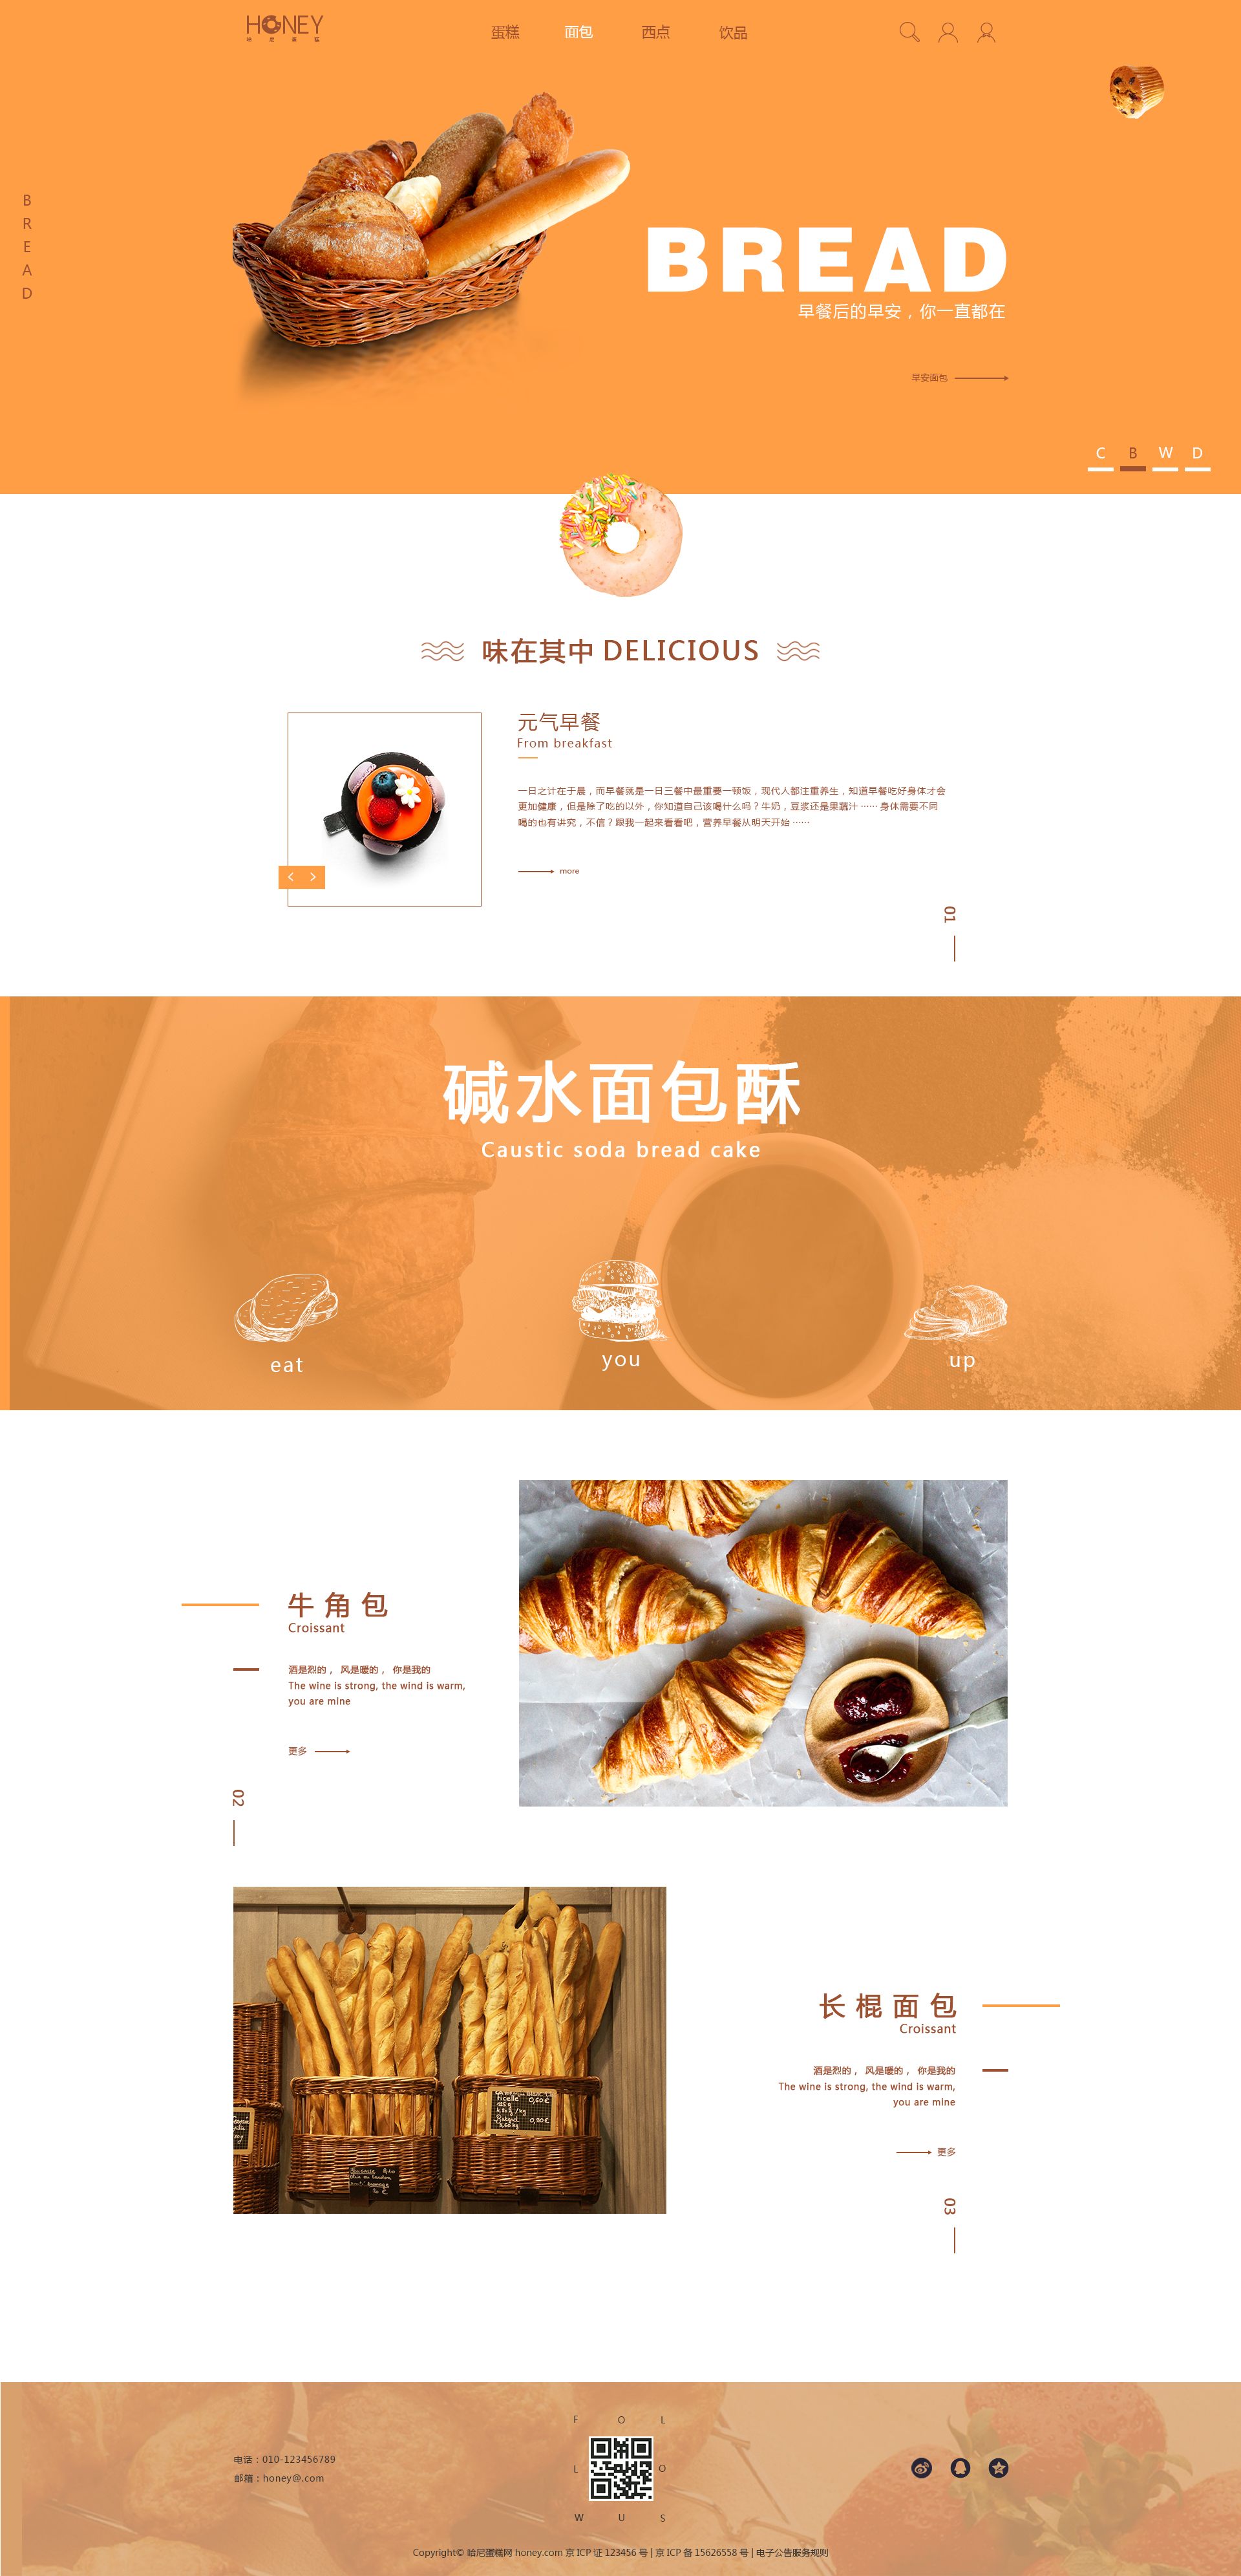 HONEY
哈尼蛋糕
蛋糕
面包
西点
饮品
B
R
E
A
D
BREAD
早餐后的早安，你一直都在
早安面包
C
B
W
D
味在其中 DELICIOUS
元气早餐
From breakfast
一日之计在于晨，而早餐就是一日三餐中最重要一顿饭，现代人都注重养生，知道早餐吃好身体才会
更加健康，但是除了吃的以外，你知道自己该喝什么吗？牛奶，豆浆还是果蔬汁 …… 身体需要不同
喝的也有讲究，不信？跟我一起来看看吧，营养早餐从明天开始 ……
more
01
碱水面包酥
Caustic soda bread cake
eat
you
up
牛角包
Croissant
酒是烈的， 风是暖的， 你是我的
The wine is strong, the wind is warm,
you are mine
更多
02
Ficelle 0,60€
0,90€
长棍面包
Croissant
酒是烈的， 风是暖的， 你是我的
The wine is strong, the wind is warm,
you are mine
更多
03
F O L
L O
W U S
电话：010-123456789
邮箱：honey@.com
Copyright© 哈尼蛋糕网 honey.com 京 ICP 证 123456 号 | 京 ICP 备 15626558 号 | 电子公告服务规则